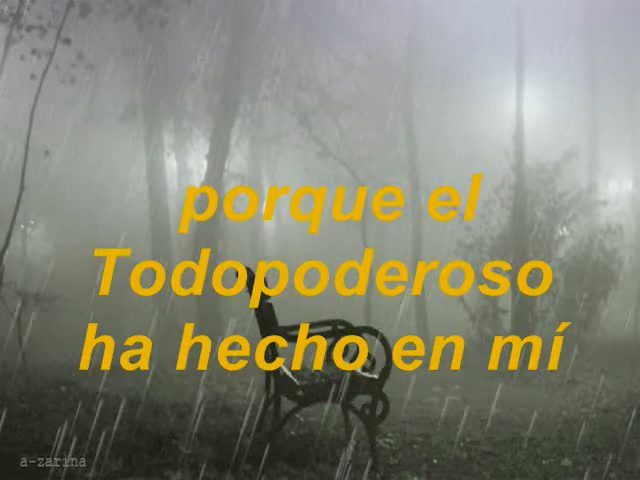 porque el
Todopoderoso
ha hecho en mí
a-zarina